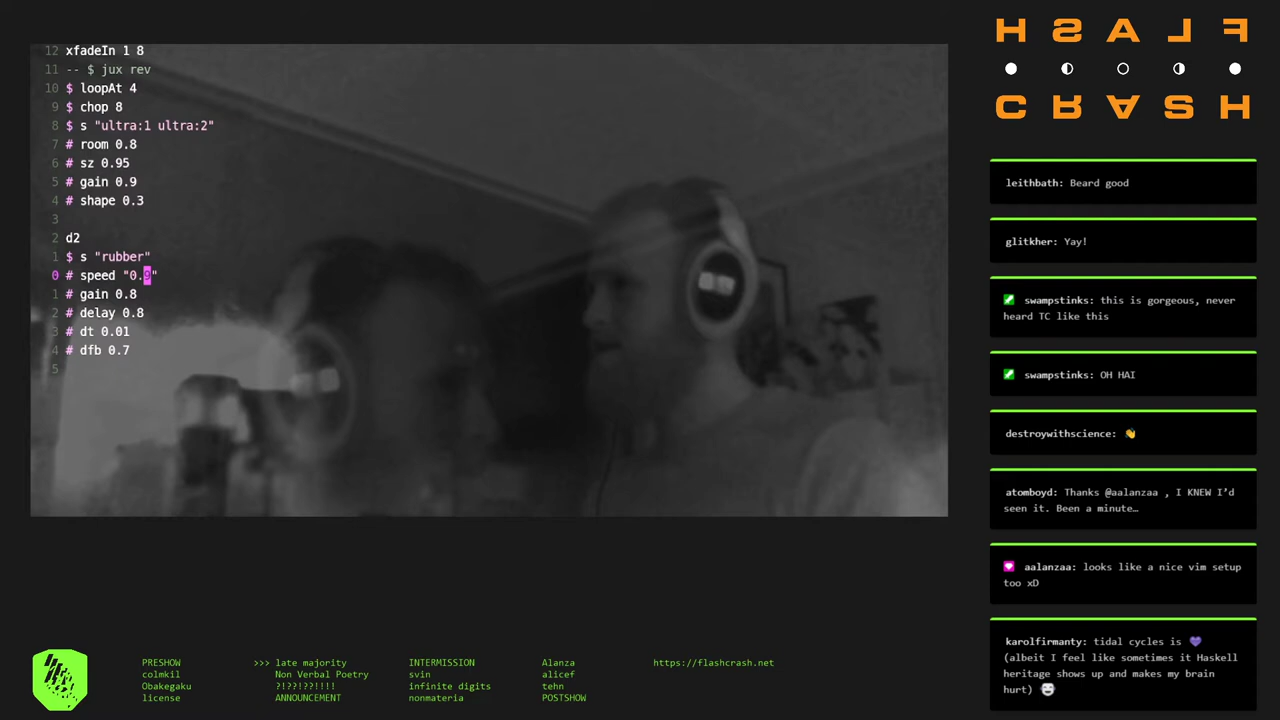 12 xfadeIn 1 8
11 -- $ jux rev
10 $ loopAt 4
9 $ chop 8
8 $ s "ultra:1 ultra:2"
7 # room 0.8
6 # sz 0.95
5 # gain 0.9
4 # shape 0.3
3
2 d2
1 $ s "rubber"
0 # speed "0.9"
1 # gain 0.8
2 # delay 0.8
3 # dt 0.01
4 # dfb 0.7
5
FLASH
CRASH
leithbath: Beard good
glitkher: Yay!
swampstinks: this is gorgeous, never
heard TC like this
swampstinks: OH HAI
destroywithscience: 👋
atomboyd: Thanks @aalanzaa , I KNEW I’d
seen it. Been a minute…
aalanzaa: looks like a nice vim setup
too xD
karolfirmanty: tidal cycles is 💜
(albeit I feel like sometimes it Haskell
heritage shows up and makes my brain
hurt)
PRESHOW
colmkil
Obakegaku
license
>>> late majority
Non Verbal Poetry
?!??!??!!!!
ANNOUNCEMENT
INTERMISSION
svin
infinite digits
nonmateria
Alanza
alicef
tehn
POSTSHOW
https://flashcrash.net